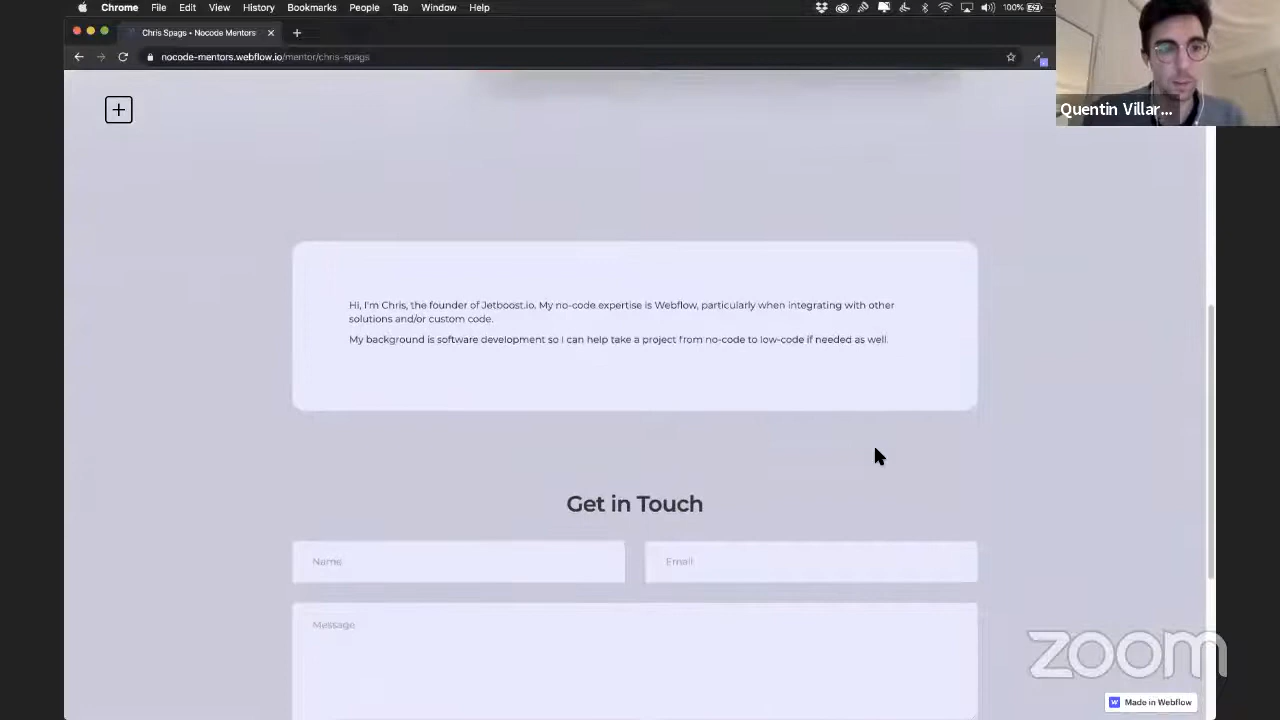 Chrome File Edit View History Bookmarks People Tab Window Help 100%
Chris Spags • Nocode Mentors
nocode-mentors.webflow.io/mentor/chris-spags
Quentin Villar...
Hi, I'm Chris, the founder of Jetboost.io. My no-code expertise is Webflow, particularly when integrating with other
solutions and/or custom code.
My background is software development so I can help take a project from no-code to low-code if needed as well.
Get in Touch
Name
Email
Message
zoom
Made in Webflow